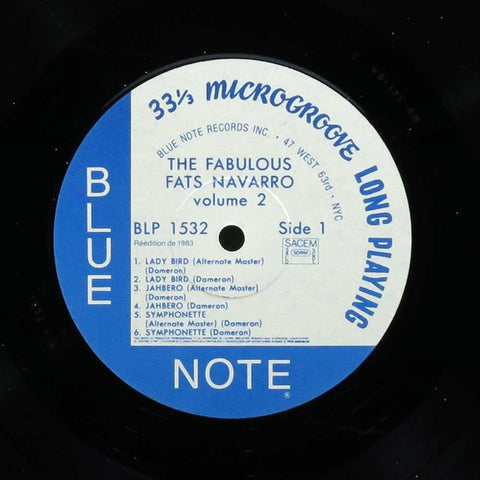 33⅓ MICROGROOVE LONG PLAYING
BLUE NOTE RECORDS INC. • 47 WEST 63rd • NYC
THE FABULOUS
FATS NAVARRO
volume 2
BLP 1532 Side 1
Réédition de 1983
SACEM
SDRM
1. LADY BIRD (Alternate Master)
(Dameron)
2. LADY BIRD (Dameron)
3. JAHBERO (Alternate Master)
(Dameron)
4. JAHBERO (Dameron)
5. SYMPHONETTE
(Alternate Master) (Dameron)
6. SYMPHONETTE (Dameron)
BLUE
NOTE
®